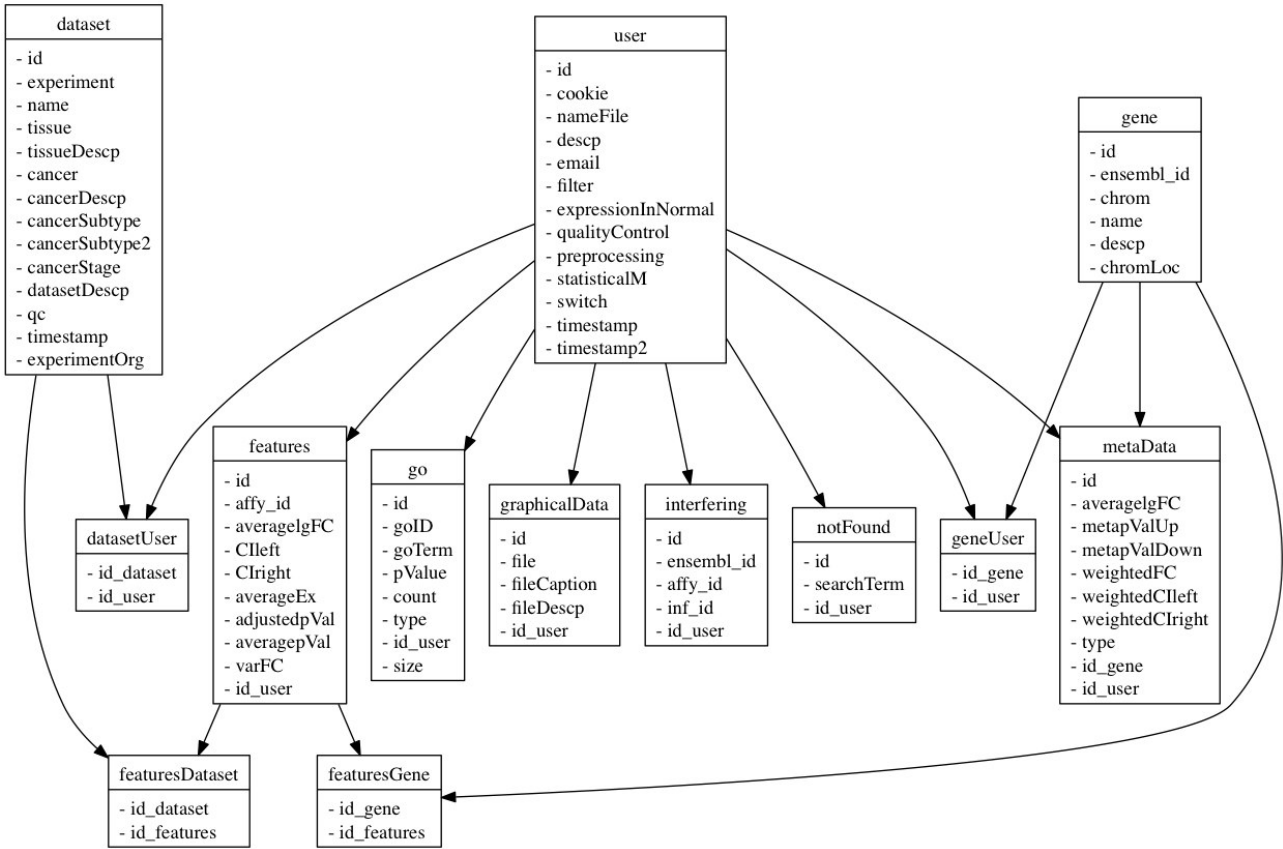 dataset
- id
- experiment
- name
- tissue
- tissueDescp
- cancer
- cancerDescp
- cancerSubtype
- cancerSubtype2
- cancerStage
- datasetDescp
- qc
- timestamp
- experimentOrg
user
- id
- cookie
- nameFile
- descp
- email
- filter
- expressionInNormal
- qualityControl
- preprocessing
- statisticalM
- switch
- timestamp
- timestamp2
gene
- id
- ensembl_id
- chrom
- name
- descp
- chromLoc
datasetUser
- id_dataset
- id_user
features
- id
- affy_id
- averagelgFC
- CIleft
- CIright
- averageEx
- adjustedpVal
- averagepVal
- varFC
- id_user
go
- id
- goID
- goTerm
- pValue
- count
- type
- id_user
- size
graphicalData
- id
- file
- fileCaption
- fileDescp
- id_user
interfering
- id
- ensembl_id
- affy_id
- inf_id
- id_user
notFound
- id
- searchTerm
- id_user
geneUser
- id_gene
- id_user
metaData
- id
- averagelgFC
- metapValUp
- metapValDown
- weightedFC
- weightedCIleft
- weightedCIright
- type
- id_gene
- id_user
featuresDataset
- id_dataset
- id_features
featuresGene
- id_gene
- id_features